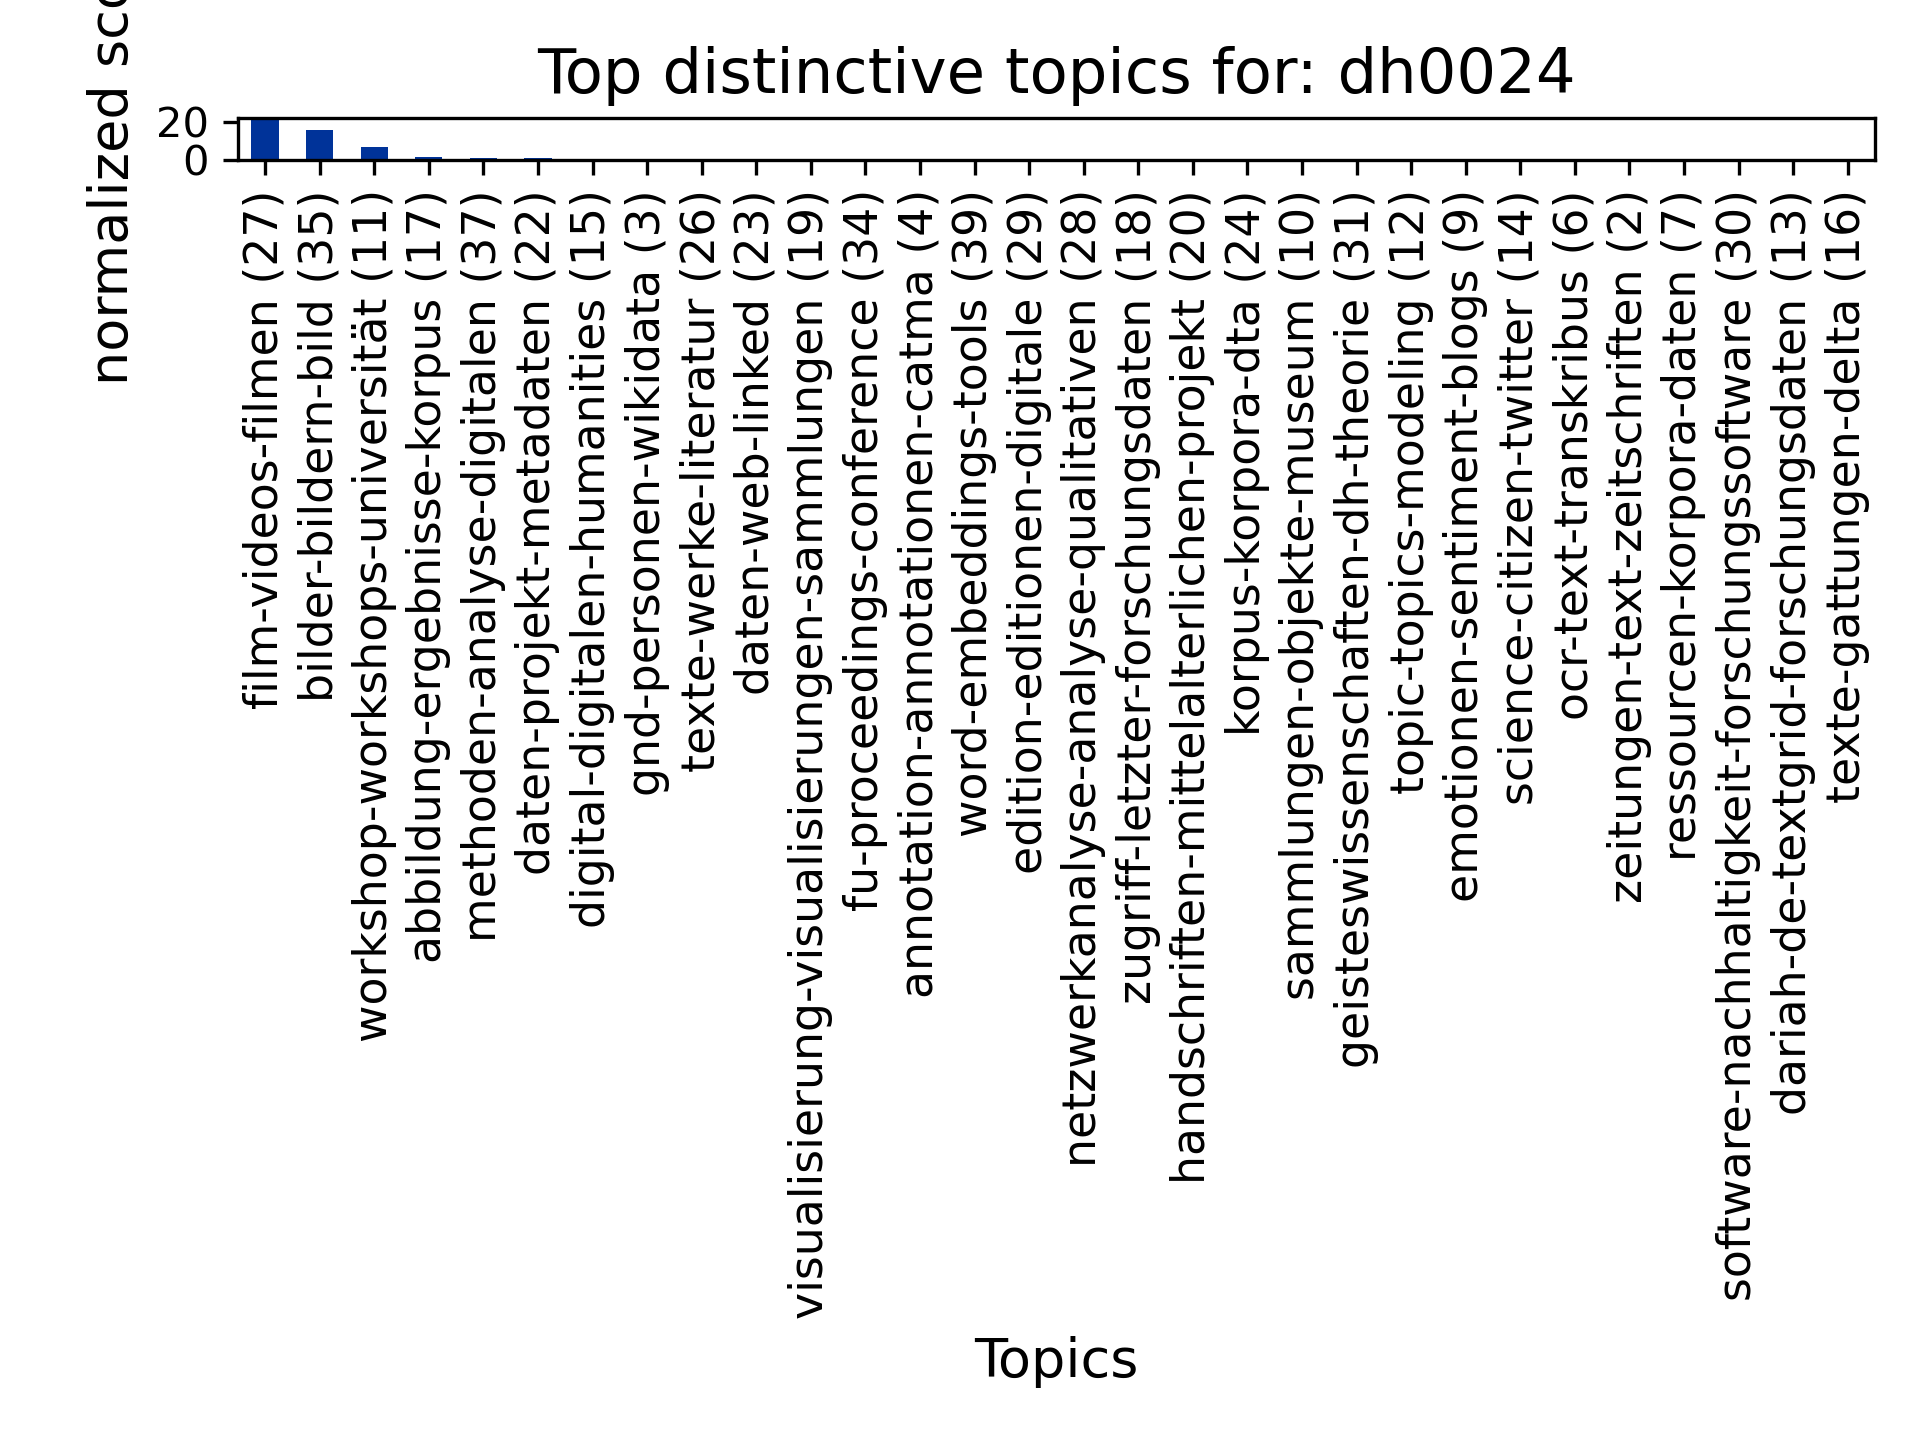 Top distinctive topics for: dh0024
normalized
20
0
film-videos-filmen (27)
bilder-bildern-bild (35)
workshop-workshops-universität (11)
abbildung-ergebnisse-korpus (17)
methoden-analyse-digitalen (37)
daten-projekt-metadaten (22)
digital-digitalen-humanities (15)
gnd-personen-wikidata (3)
texte-werke-literatur (26)
daten-web-linked (23)
visualisierung-visualisierungen-sammlungen (19)
fu-proceedings-conference (34)
annotation-annotationen-catma (4)
word-embeddings-tools (39)
edition-editionen-digitale (29)
netzwerkanalyse-analyse-qualitativen (28)
zugriff-letzter-forschungsdaten (18)
handschriften-mittelalterlichen-projekt (20)
korpus-korpora-dta (24)
sammlungen-objekte-museum (10)
geisteswissenschaften-dh-theorie (31)
topic-topics-modeling (12)
emotionen-sentiment-blogs (9)
science-citizen-twitter (14)
ocr-text-transkribus (6)
zeitungen-text-zeitschriften (2)
ressourcen-korpora-daten (7)
software-nachhaltigkeit-forschungssoftware (30)
dariah-de-textgrid-forschungsdaten (13)
texte-gattungen-delta (16)
Topics